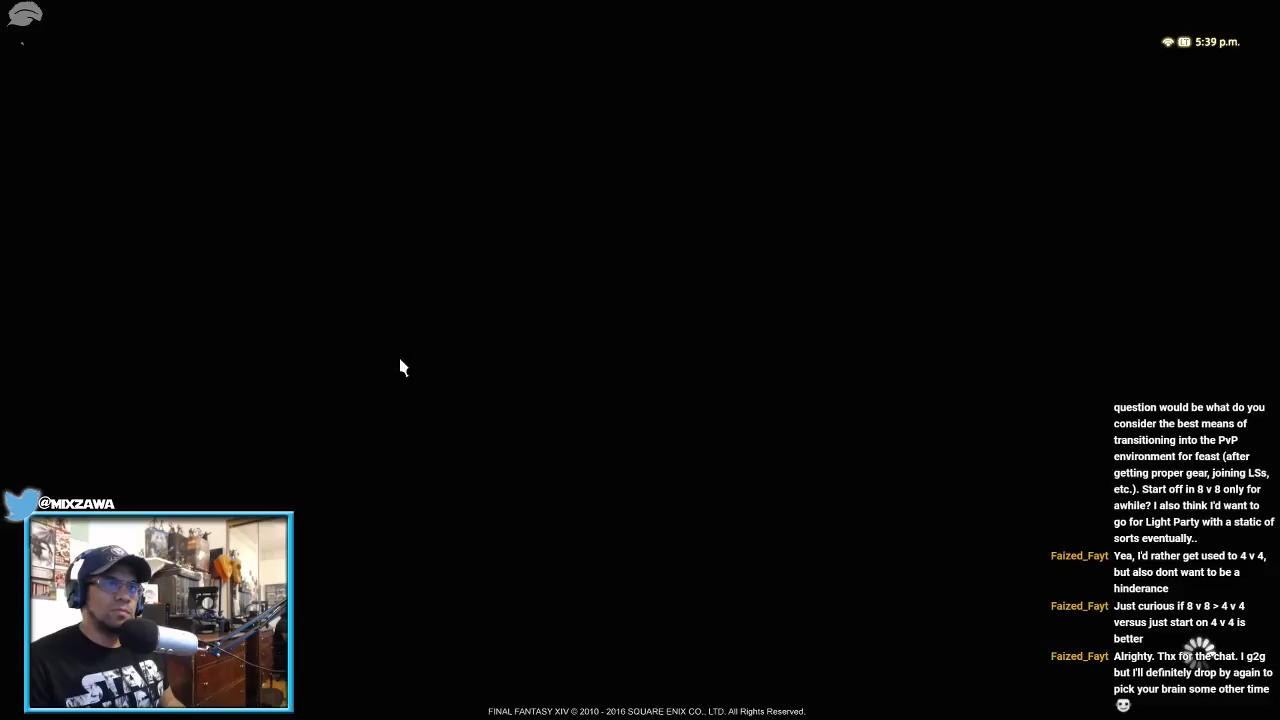 LT 5:39 p.m.
question would be what do you
consider the best means of
transitioning into the PvP
environment for feast (after
getting proper gear, joining LSs,
etc.). Start off in 8 v 8 only for
awhile? I also think I'd want to
go for Light Party with a static of
sorts eventually..
Faized_Fayt Yea, I'd rather get used to 4 v 4,
but also dont want to be a
hinderance
Faized_Fayt Just curious if 8 v 8 > 4 v 4
versus just start on 4 v 4 is
better
Faized_Fayt Alrighty. Thx for the chat. I g2g
but I'll definitely drop by again to
pick your brain some other time
@MIXZAWA
STAR
FINAL FANTASY XIV © 2010 - 2016 SQUARE ENIX CO., LTD. All Rights Reserved.